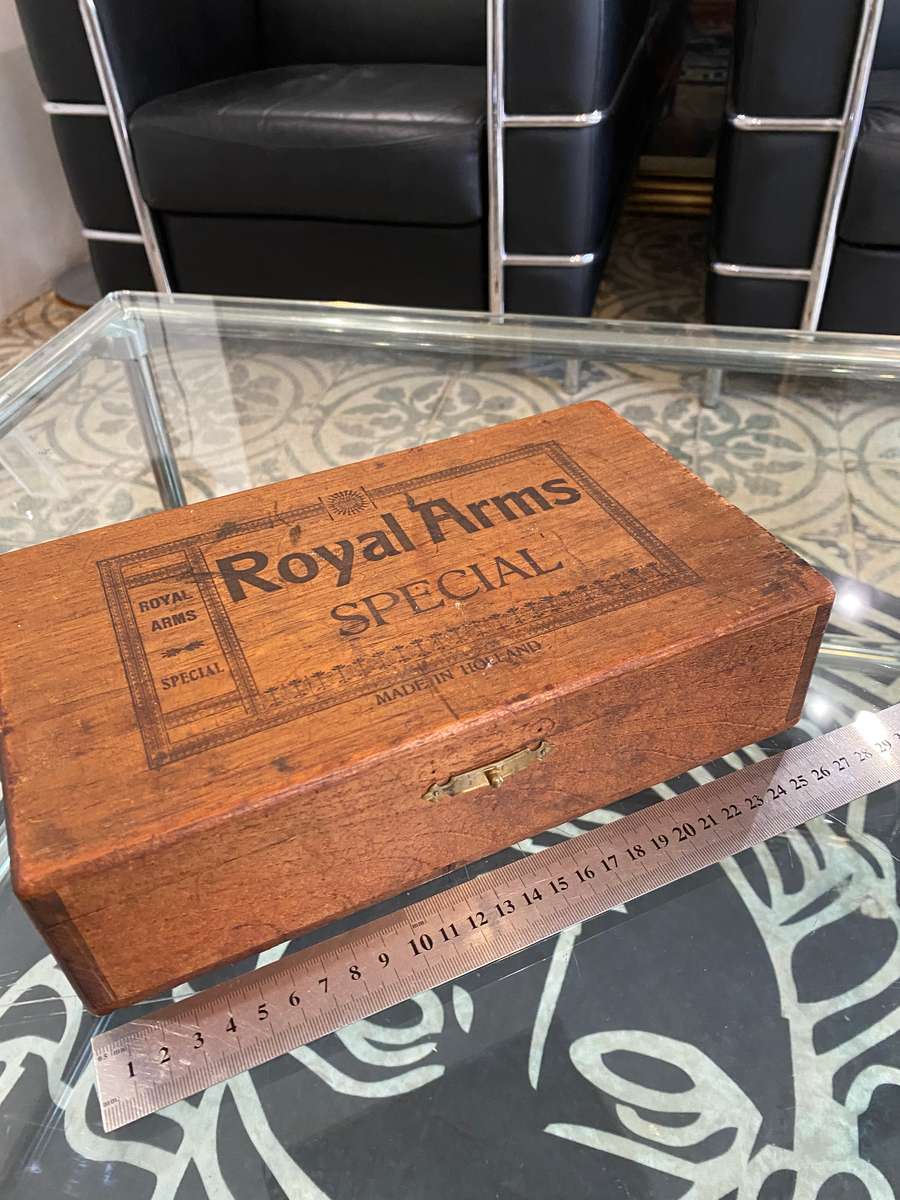 Royal Arms
SPECIAL
ROYAL
ARMS
SPECIAL
MADE IN HOLLAND
1 2 3 4 5 6 7 8 9 10 11 12 13 14 15 16 17 18 19 20 21 22 23 24 25 26 27 28 29